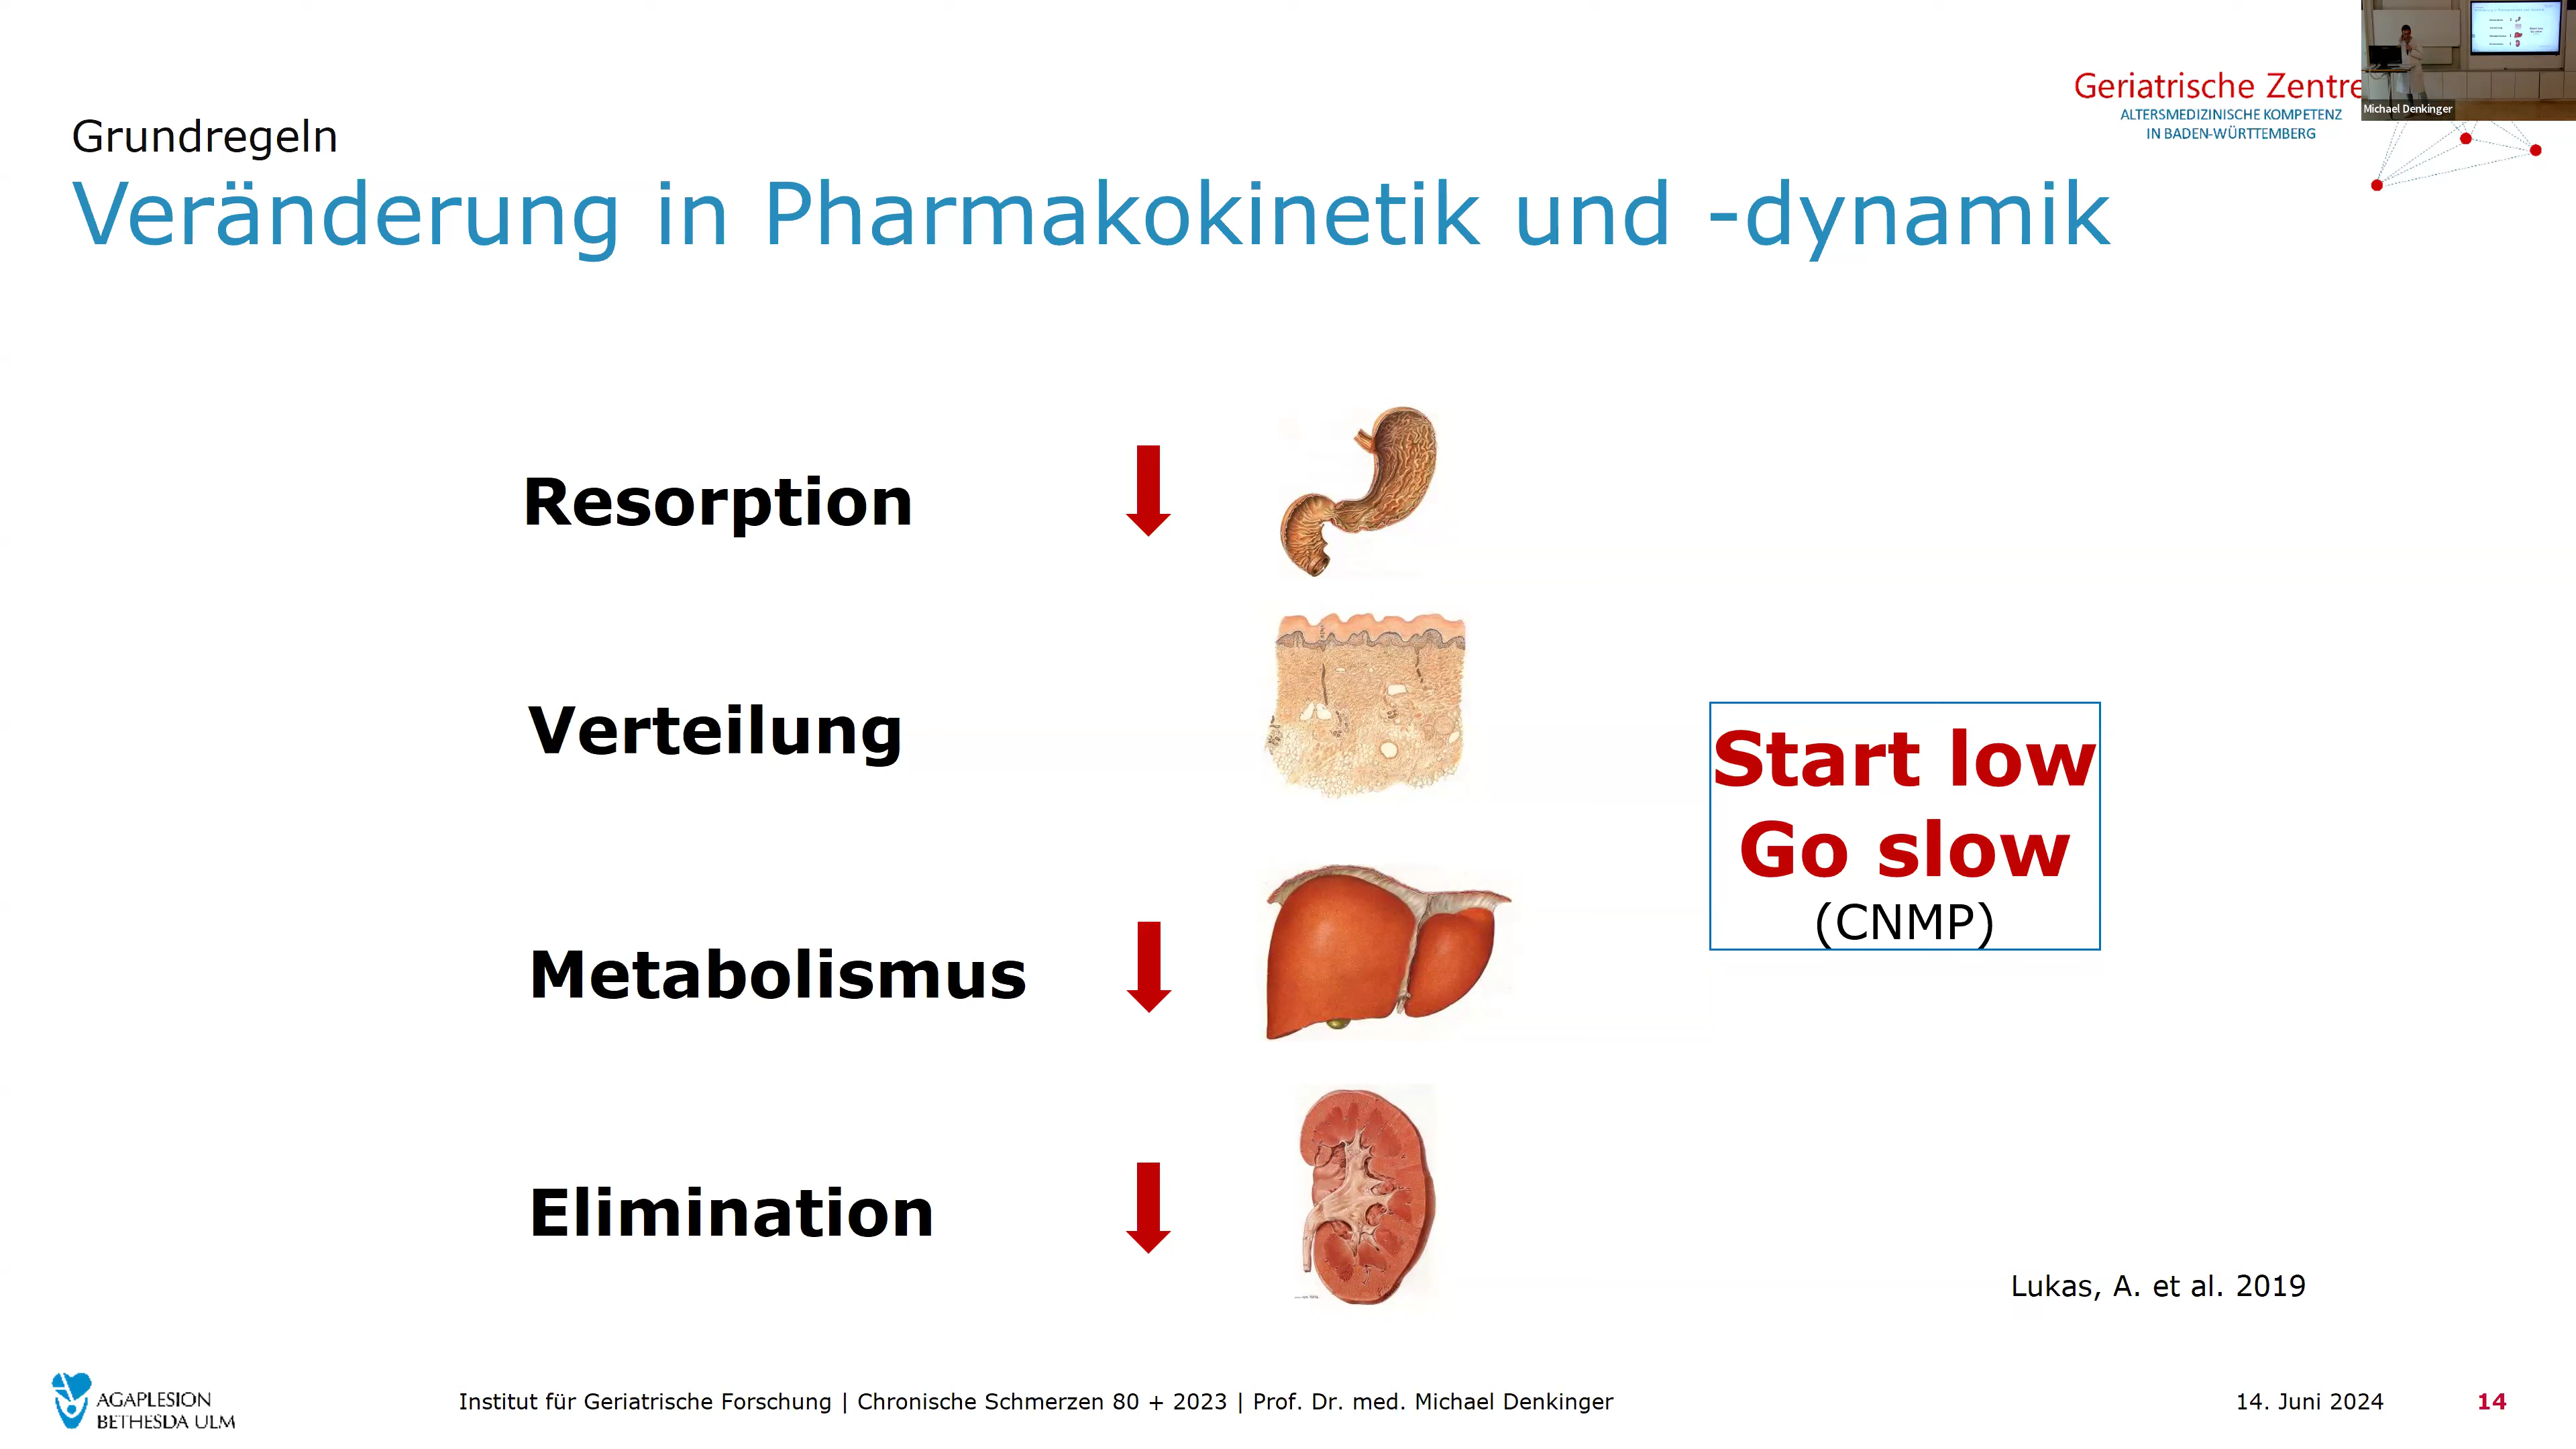 Michael Denkinger
Geriatrische Zentre
ALTERSMEDIZINISCHE KOMPETENZ
IN BADEN-WÜRTTEMBERG
Grundregeln
Veränderung in Pharmakokinetik und -dynamik
Resorption
Verteilung
Metabolismus
Elimination
Start low
Go slow
(CNMP)
Lukas, A. et al. 2019
AGAPLESION
BETHESDA ULM
Institut für Geriatrische Forschung | Chronische Schmerzen 80 + 2023 | Prof. Dr. med. Michael Denkinger
14. Juni 2024
14